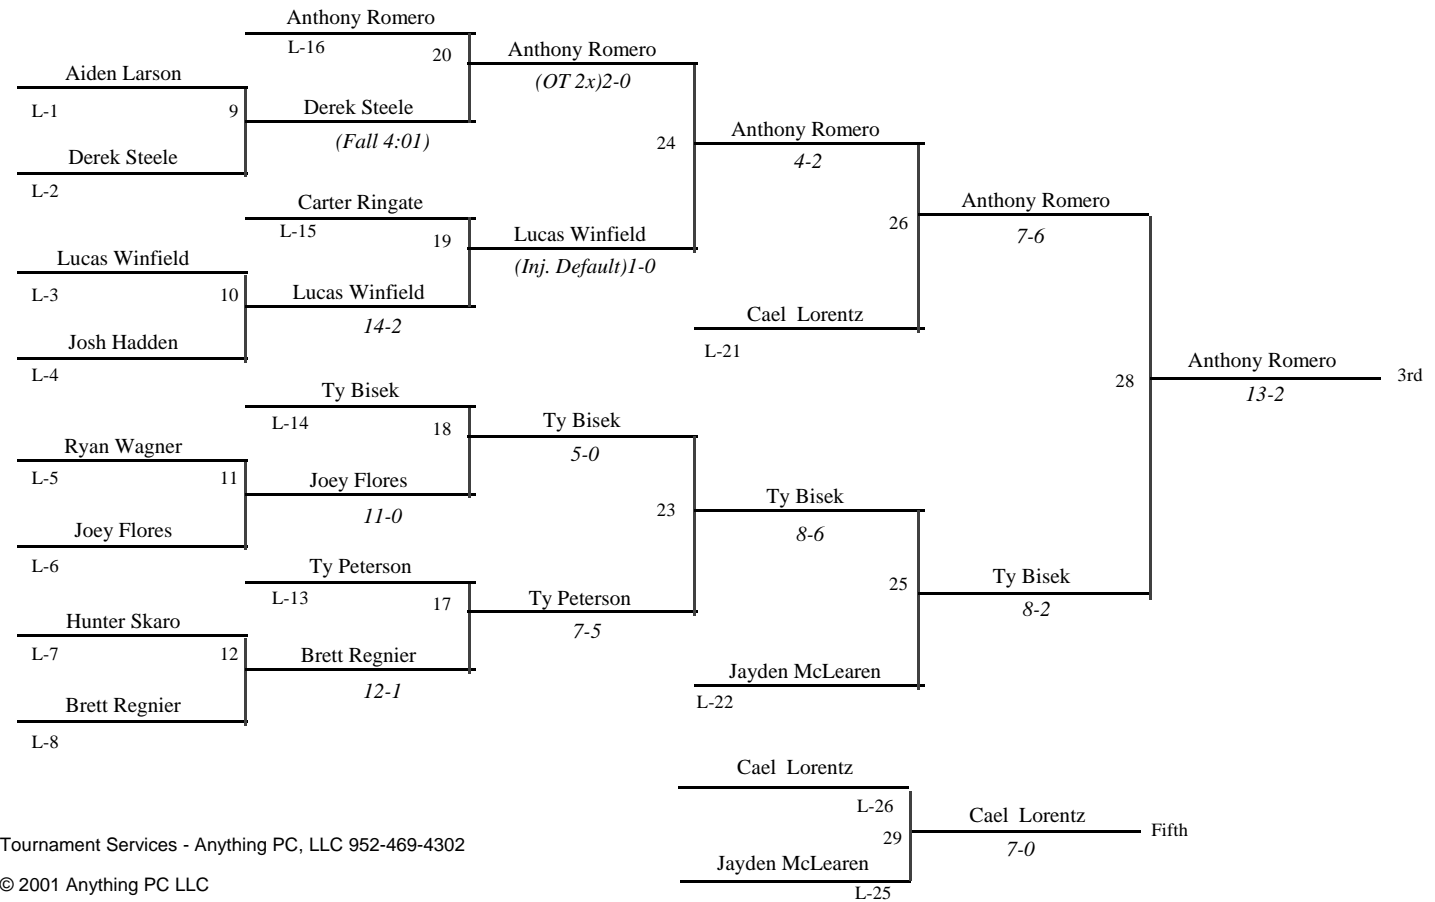 Anthony Romero
L-16
20
Anthony Romero
(OT 2x)2-0
Aiden Larson
L-1
9
Derek Steele
(Fall 4:01)
Derek Steele
L-2
24
Anthony Romero
4-2
Carter Ringate
L-15
19
Lucas Winfield
(Inj. Default)1-0
Lucas Winfield
L-3
10
Lucas Winfield
14-2
Josh Hadden
L-4
26
Anthony Romero
7-6
Cael  Lorentz
L-21
28
Anthony Romero
13-2
3rd
Ty Bisek
L-14
18
Ty Bisek
5-0
Ryan Wagner
L-5
11
Joey Flores
11-0
Joey Flores
L-6
23
Ty Bisek
8-6
Ty Peterson
L-13
17
Ty Peterson
7-5
25
Ty Bisek
8-2
Hunter Skaro
L-7
12
Brett Regnier
12-1
Brett Regnier
L-8
Jayden McLearen
L-22
Cael  Lorentz
L-26
29
Cael  Lorentz
7-0
Fifth
Jayden McLearen
L-25
Tournament Services - Anything PC, LLC 952-469-4302
© 2001 Anything PC LLC